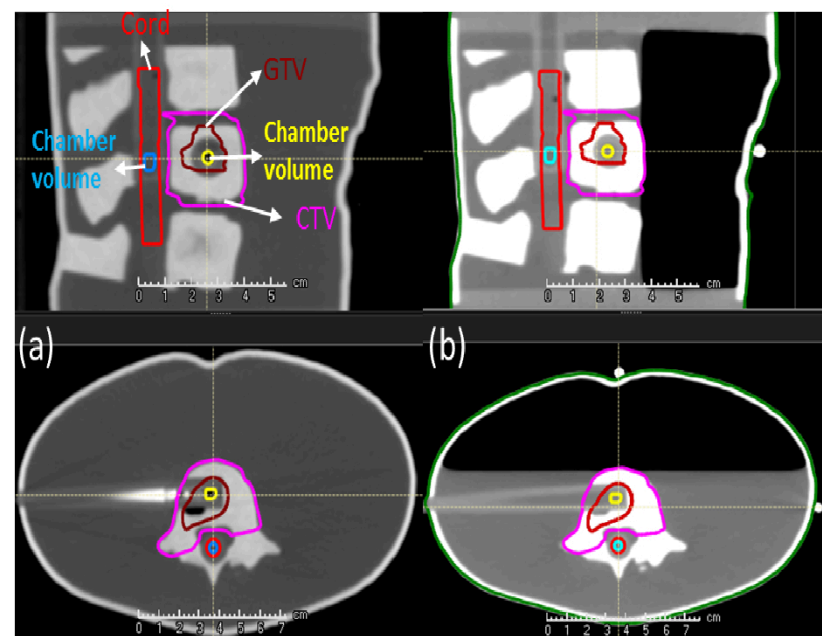 Cord
GTV
Chamber
volume
Chamber
volume
CTV
cm
0 1 2 3 4 5
cm
0 1 2 3 4 5
(a)
(b)
cm
0 1 2 3 4 5 6 7
cm
0 1 2 3 4 5 6 7